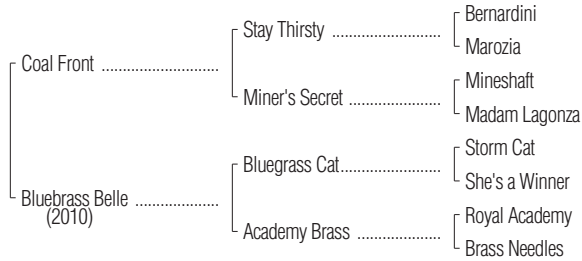 Bernardini
Stay Thirsty ......................
Marozia
Coal Front ........................
Mineshaft
Miner's Secret ...................
Madam Lagonza
Storm Cat
Bluegrass Cat.....................
She's a Winner
Bluebrass Belle .................
(2010)
Royal Academy
Academy Brass .................
Brass Needles